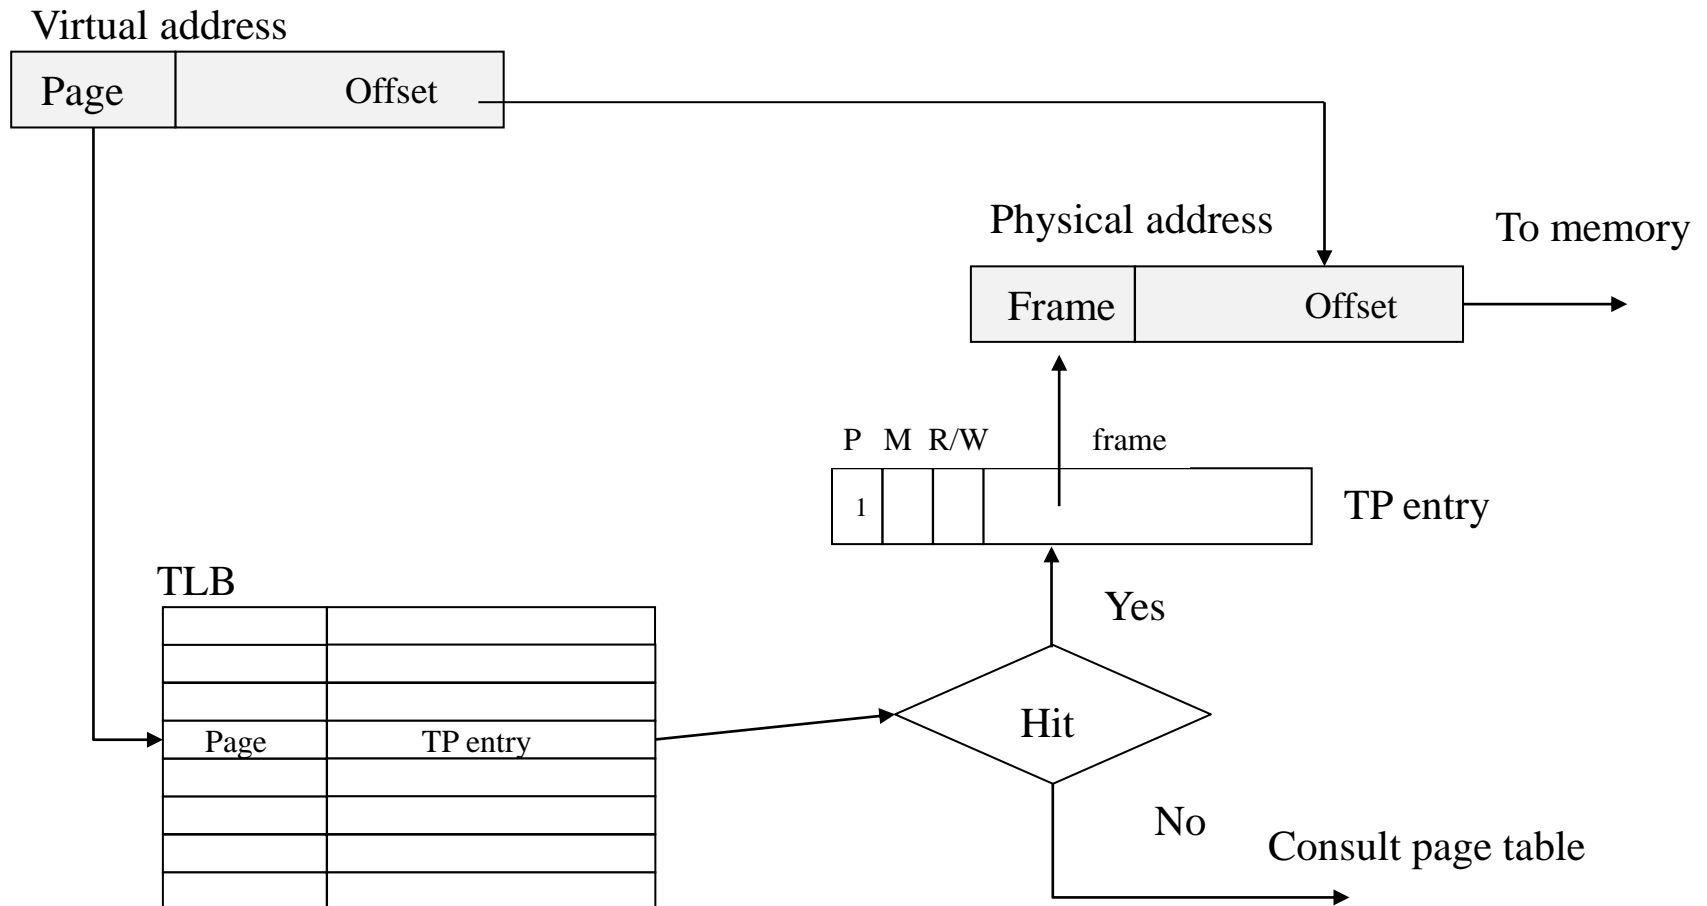 Virtual address
Page Offset
Physical address
To memory
Frame Offset
P M R/W frame
1
TP entry
TLB
Yes
Page TP entry
Hit
No
Consult page table